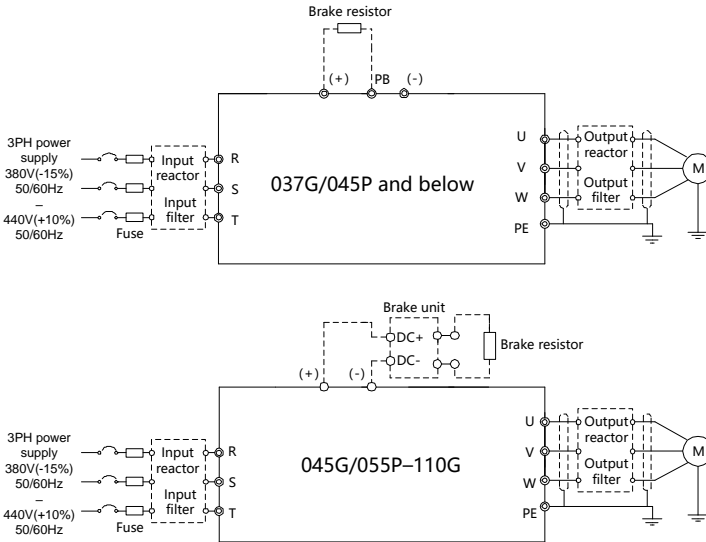 Brake resistor
(+)
PB
(-)
3PH power
supply
380V(-15%)
50/60Hz
–
440V(+10%)
50/60Hz
Fuse
Input
reactor
Input
filter
R
S
T
037G/045P and below
U
V
W
PE
Output
reactor
Output
filter
M
Brake unit
DC+
DC-
Brake resistor
(+)
(-)
3PH power
supply
380V(-15%)
50/60Hz
–
440V(+10%)
50/60Hz
Fuse
Input
reactor
Input
filter
R
S
T
045G/055P–110G
U
V
W
PE
Output
reactor
Output
filter
M